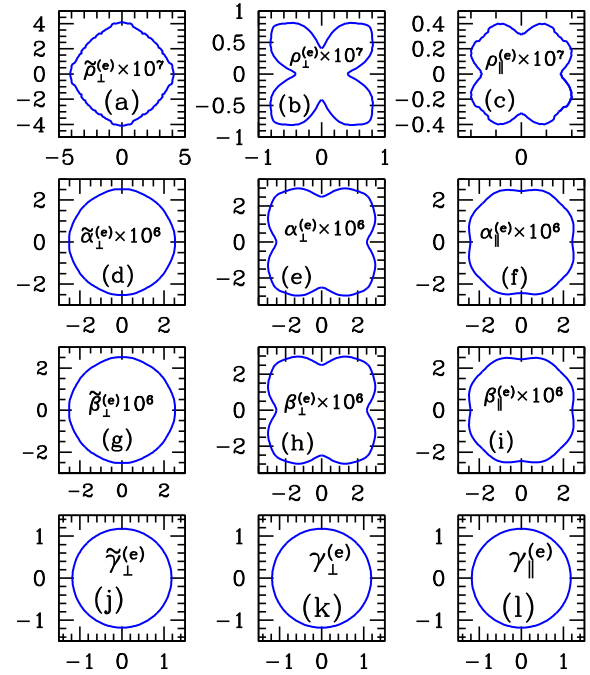 4
2
0
−2
−4
ρ̃⊥(e)×10⁷
(a)
−5 0 5
1
0.5
0
−0.5
−1
ρ⊥(e)×10⁷
(b)
−1 0 1
0.4
0.2
0
−0.2
−0.4
ρ∥(e)×10⁷
(c)
0
2
0
−2
α̃⊥(e)×10⁶
(d)
−2 0 2
2
0
−2
α⊥(e)×10⁶
(e)
−2 0 2
2
0
−2
α∥(e)×10⁶
(f)
−2 0 2
2
0
−2
β̃⊥(e)10⁶
(g)
−2 0 2
2
0
−2
β⊥(e)×10⁶
(h)
−2 0 2
2
0
−2
β∥(e)×10⁶
(i)
−2 0 2
1
0
−1
γ̃⊥(e)
(j)
−1 0 1
1
0
−1
γ⊥(e)
(k)
−1 0 1
1
0
−1
γ∥(e)
(l)
−1 0 1